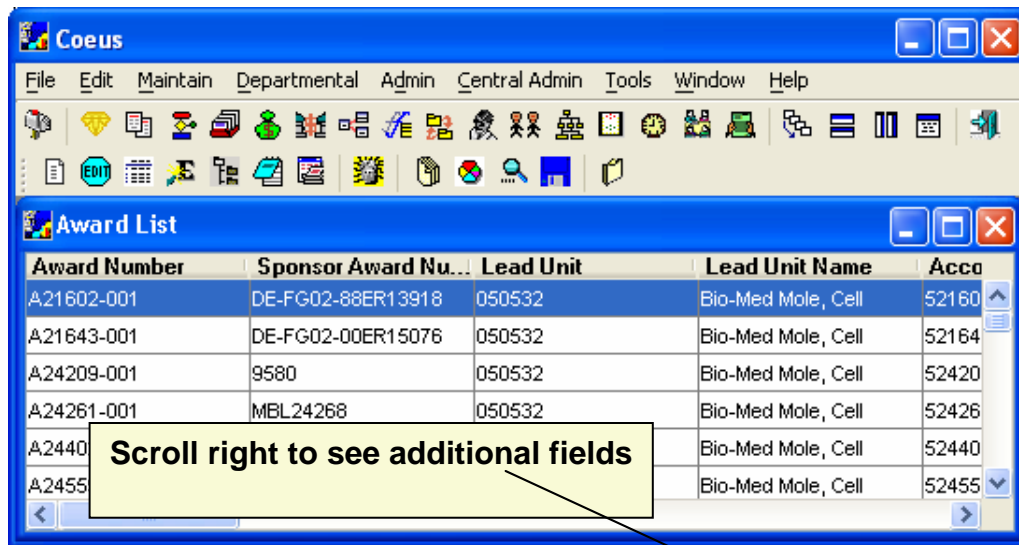 Coeus
File Edit Maintain Departmental Admin Central Admin Tools Window Help
EDIT
Award List
Award Number Sponsor Award Nu... Lead Unit Lead Unit Name Acco
A21602-001 DE-FG02-88ER13918 050532 Bio-Med Mole, Cell 52160
A21643-001 DE-FG02-00ER15076 050532 Bio-Med Mole, Cell 52164
A24209-001 9580 050532 Bio-Med Mole, Cell 52420
A24261-001 MBL24268 050532 Bio-Med Mole, Cell 52426
A2440 Bio-Med Mole, Cell 52440
A2455 Bio-Med Mole, Cell 52455
Scroll right to see additional fields